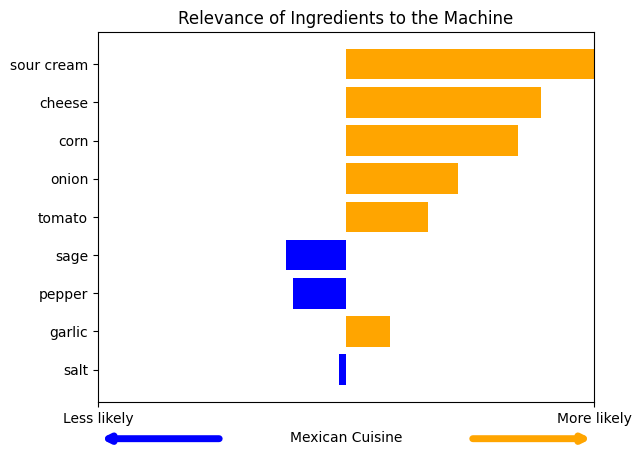 Relevance of Ingredients to the Machine
sour cream
cheese
corn
onion
tomato
sage
pepper
garlic
salt
Less likely
More likely
Mexican Cuisine